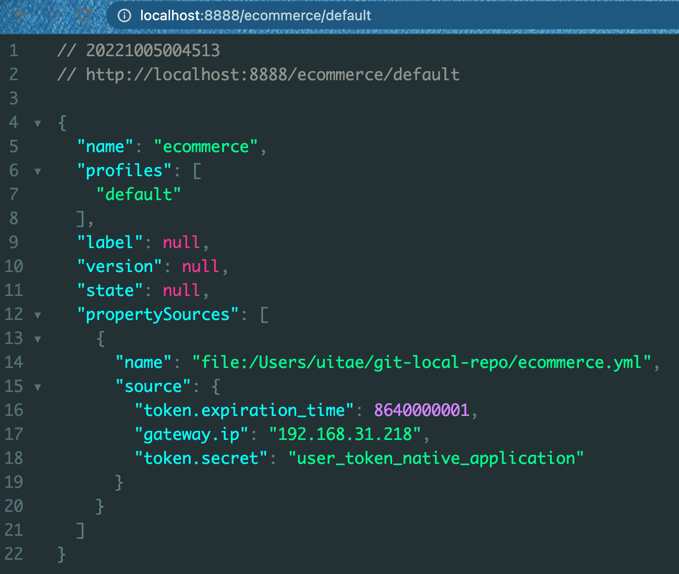 localhost:8888/ecommerce/default
1 // 20221005004513
2 // http://localhost:8888/ecommerce/default
3
4 {
5 "name": "ecommerce",
6 "profiles": [
7 "default"
8 ],
9 "label": null,
10 "version": null,
11 "state": null,
12 "propertySources": [
13 {
14 "name": "file:/Users/uitae/git-local-repo/ecommerce.yml",
15 "source": {
16 "token.expiration_time": 8640000001,
17 "gateway.ip": "192.168.31.218",
18 "token.secret": "user_token_native_application"
19 }
20 }
21 ]
22 }